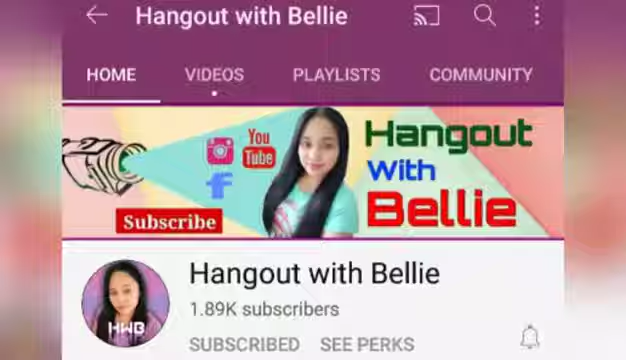 Hangout with Bellie
HOME VIDEOS PLAYLISTS COMMUNITY
You
Tube
Hangout
With
Bellie
Subscribe
HWB
Hangout with Bellie
1.89K subscribers
SUBSCRIBED SEE PERKS